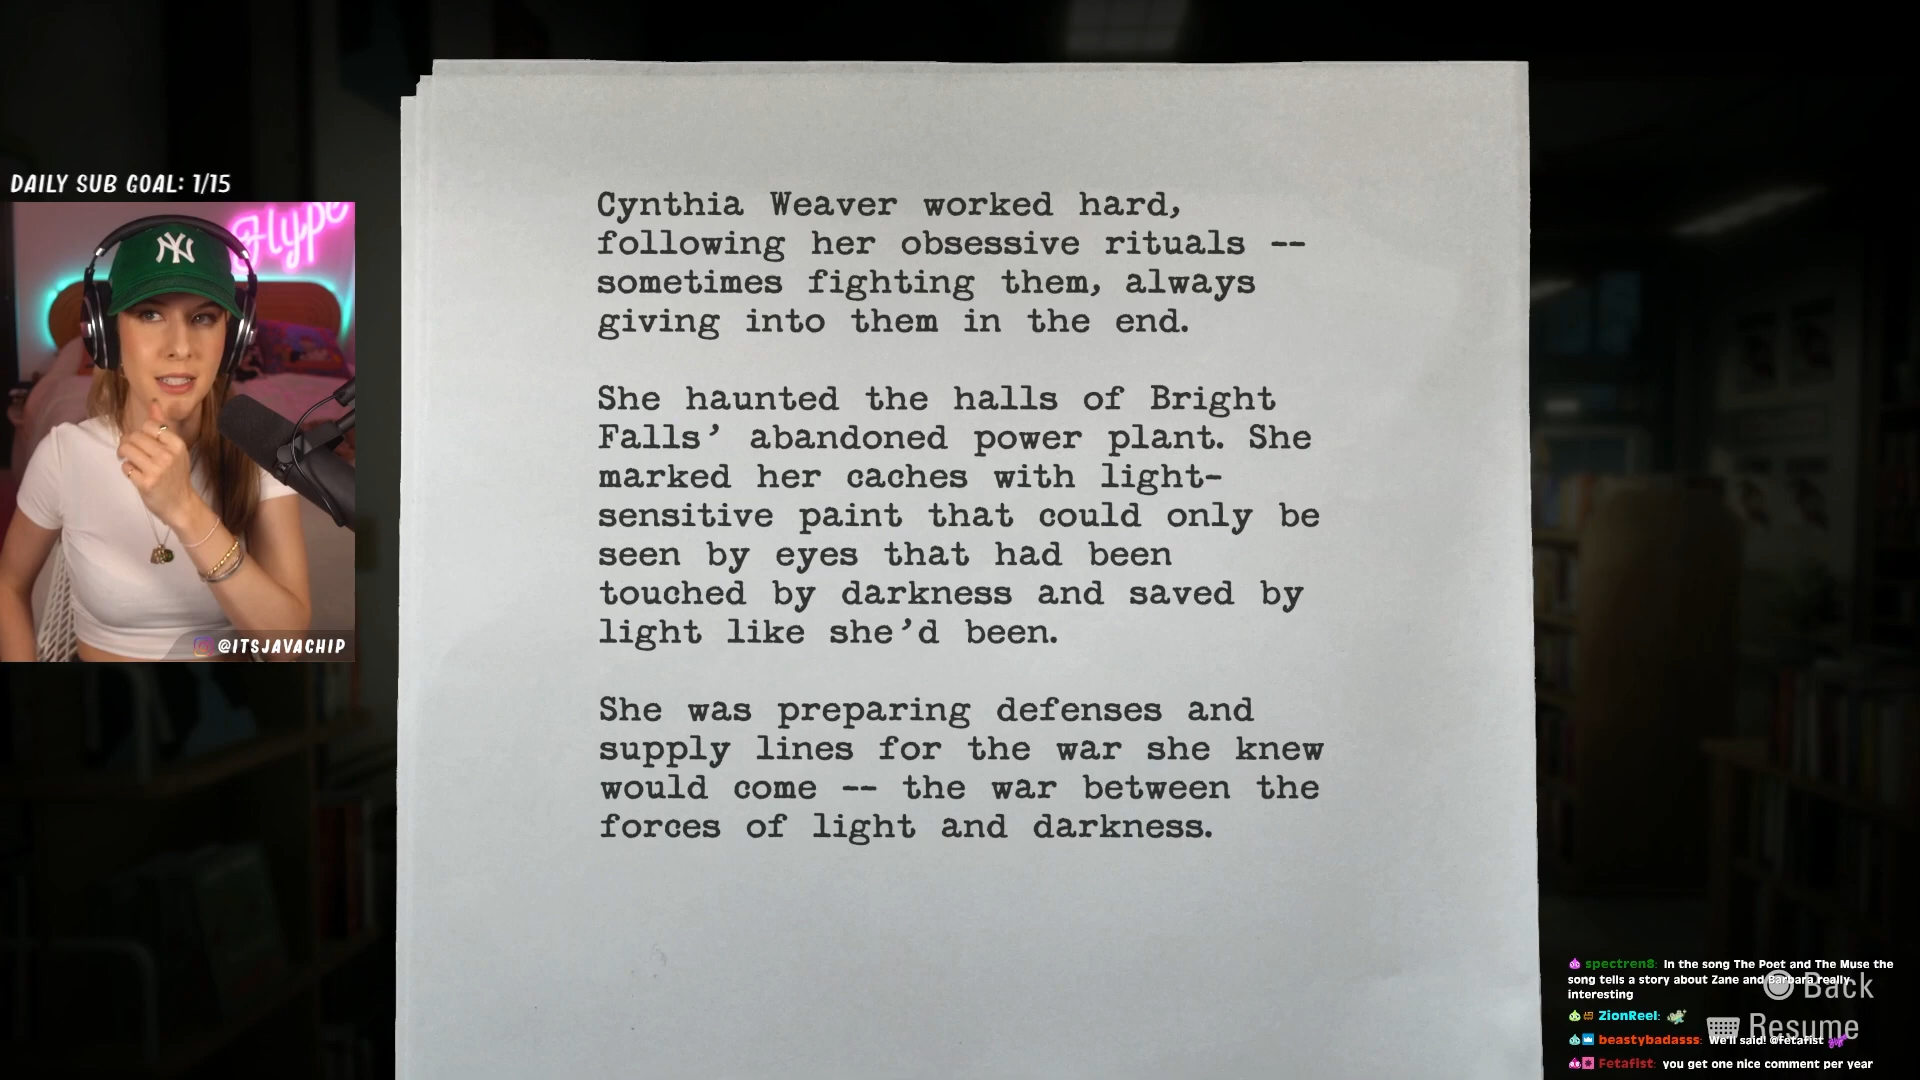 DAILY SUB GOAL: 1/15
Hype
NY
@ITSJAVACHIP
Cynthia Weaver worked hard,
following her obsessive rituals --
sometimes fighting them, always
giving into them in the end.
She haunted the halls of Bright
Falls’ abandoned power plant. She
marked her caches with light-
sensitive paint that could only be
seen by eyes that had been
touched by darkness and saved by
light like she’d been.
She was preparing defenses and
supply lines for the war she knew
would come -- the war between the
forces of light and darkness.
spectren8: In the song The Poet and The Muse the
song tells a story about Zane and Barbara really
interesting
ZionReel:
beastybadasss: We'll said! @fetafist
Fetafist: you get one nice comment per year
Back
Resume